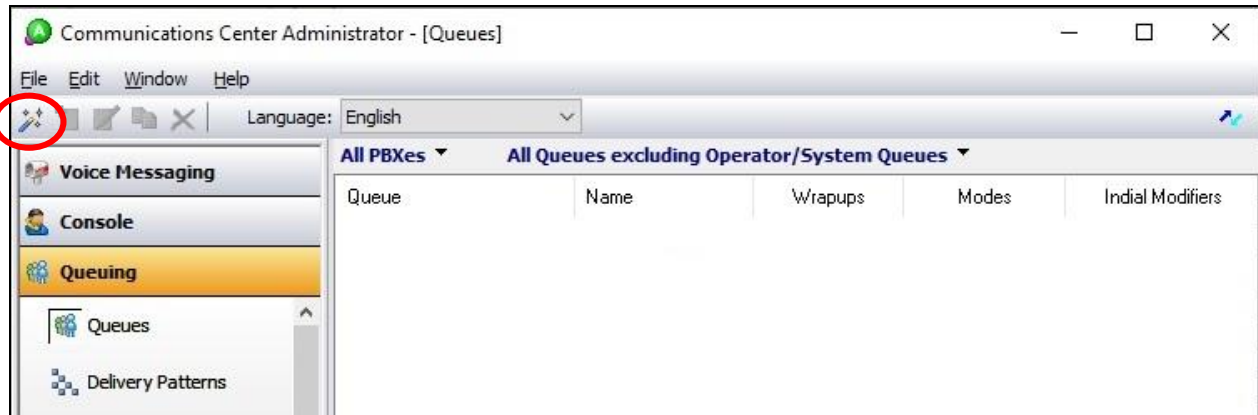 Communications Center Administrator - [Queues]
File Edit Window Help
Language: English
All PBXes All Queues excluding Operator/System Queues
Voice Messaging
Queue Name Wrapups Modes Indial Modifiers
Console
Queuing
Queues
Delivery Patterns